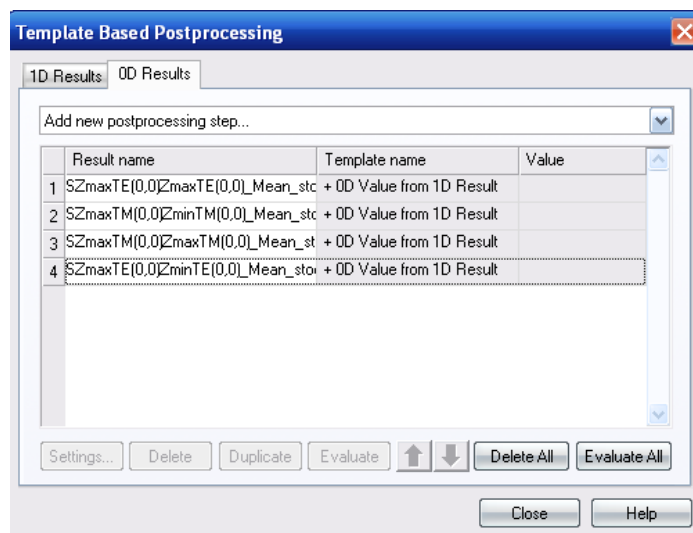 Template Based Postprocessing
1D Results 0D Results
Add new postprocessing step...
Result name Template name Value
1 SZmaxTE(0,0)ZmaxTE(0,0)_Mean_stc + 0D Value from 1D Result
2 SZmaxTM(0,0)ZminTM(0,0)_Mean_stc + 0D Value from 1D Result
3 SZmaxTM(0,0)ZmaxTM(0,0)_Mean_st + 0D Value from 1D Result
4 SZmaxTE(0,0)ZminTE(0,0)_Mean_sto + 0D Value from 1D Result
Settings... Delete Duplicate Evaluate Delete All Evaluate All
Close Help